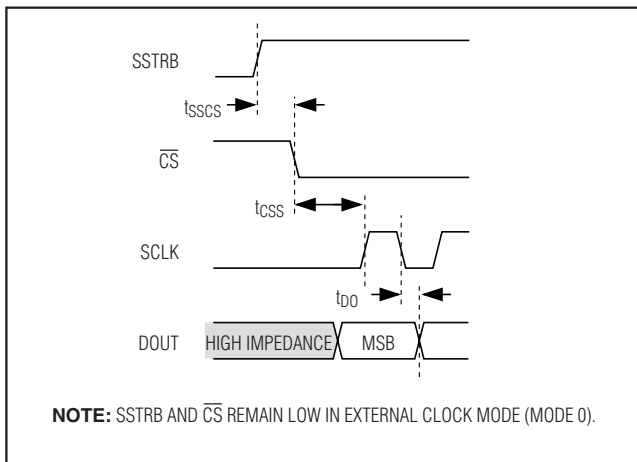 SSTRB
tSSCS
CS
tCSS
SCLK
tDO
DOUT HIGH IMPEDANCE MSB
NOTE: SSTRB AND CS REMAIN LOW IN EXTERNAL CLOCK MODE (MODE 0).